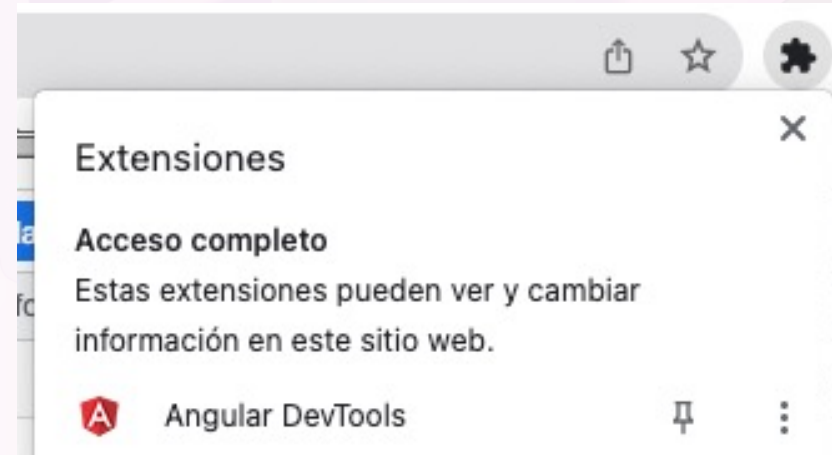 Extensiones
Acceso completo
Estas extensiones pueden ver y cambiar
información en este sitio web.
Angular DevTools